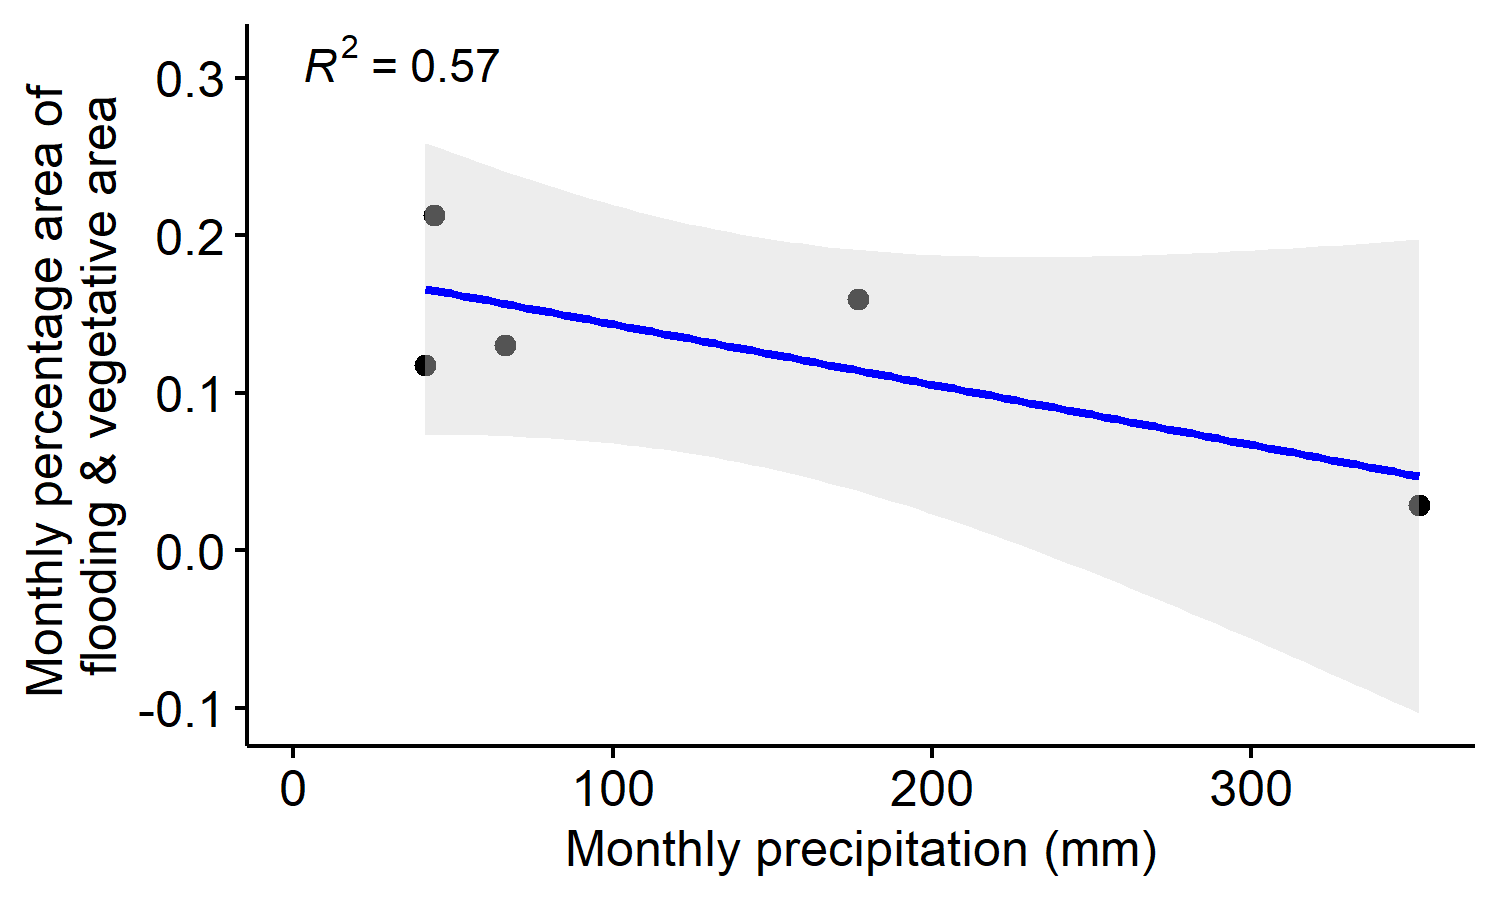 R² = 0.57
Monthly percentage area of
flooding & vegetative area
0.3
0.2
0.1
0.0
-0.1
0 100 200 300
Monthly precipitation (mm)